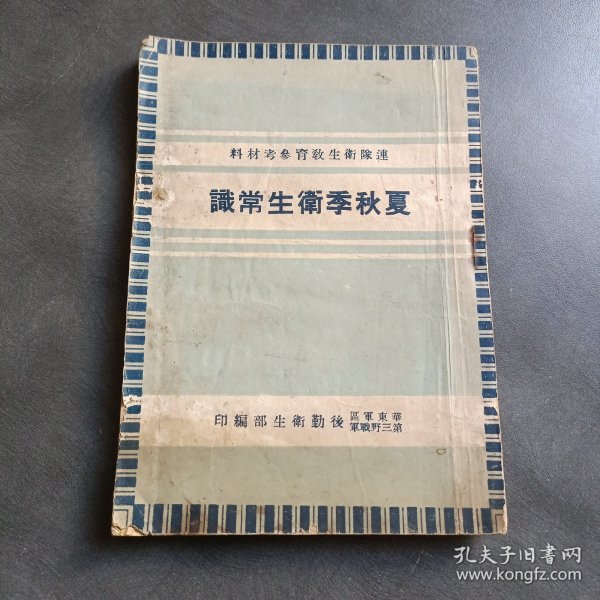 連隊衛生敎育參考材料
夏秋季衛生常識
華東軍區
第三野戰軍
後勤衛生部編印
孔夫子旧书网
www.kongfz.com